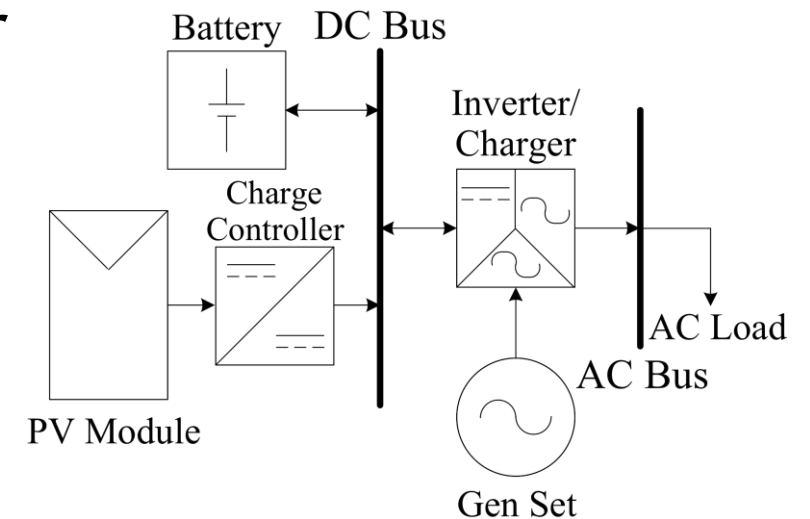 Battery
DC Bus
Inverter/
Charger
Charge
Controller
AC Load
AC Bus
PV Module
Gen Set